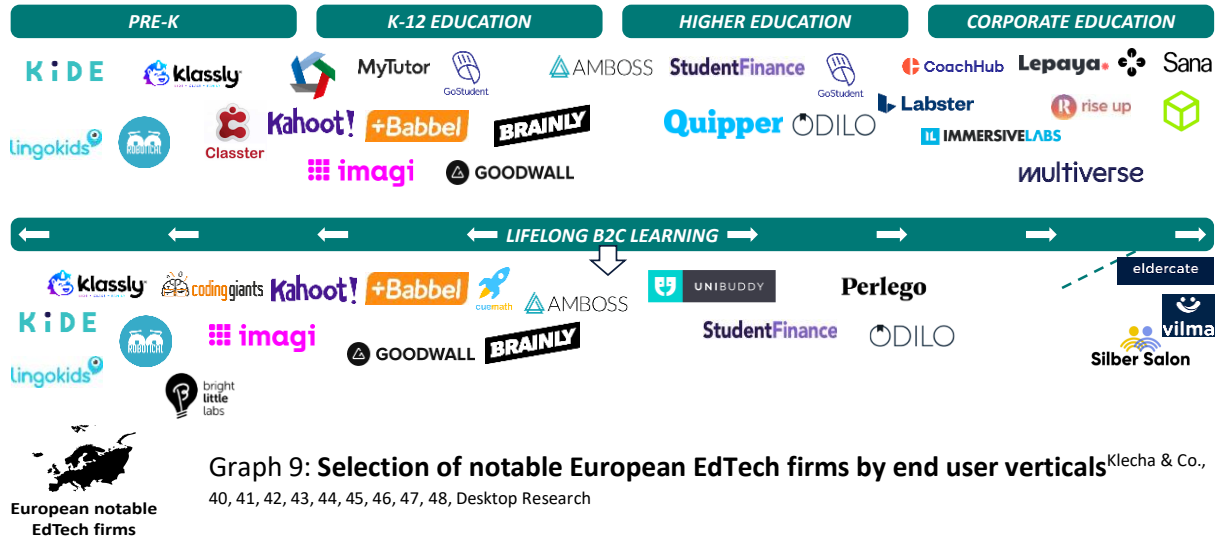 PRE-K
K-12 EDUCATION
HIGHER EDUCATION
CORPORATE EDUCATION
KiDE
klassly
MyTutor
GoStudent
AMBOSS
StudentFinance
GoStudent
CoachHub
Lepaya.
Sana
lingokids
ROBOTICAL
Classter
Kahoot!
+Babbel
BRAINLY
Quipper
ODILO
Labster
rise up
IL IMMERSIVELABS
imagi
GOODWALL
multiverse
LIFELONG B2C LEARNING
klassly
codinggiants
Kahoot!
+Babbel
cuemath
AMBOSS
UNIBUDDY
Perlego
eldercate
KiDE
ROBOTICAL
imagi
GOODWALL
BRAINLY
StudentFinance
ODILO
vilma
Silber Salon
lingokids
B
bright
little
labs
Graph 9: Selection of notable European EdTech firms by end user verticals Klecha & Co.,
40, 41, 42, 43, 44, 45, 46, 47, 48, Desktop Research
European notable
EdTech firms